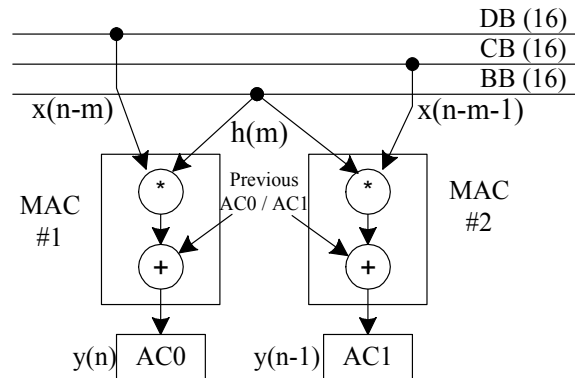 DB (16)
CB (16)
BB (16)
x(n-m)
h(m)
x(n-m-1)
MAC
#1
*
Previous
AC0 / AC1
*
MAC
#2
+
+
y(n)
AC0
y(n-1)
AC1